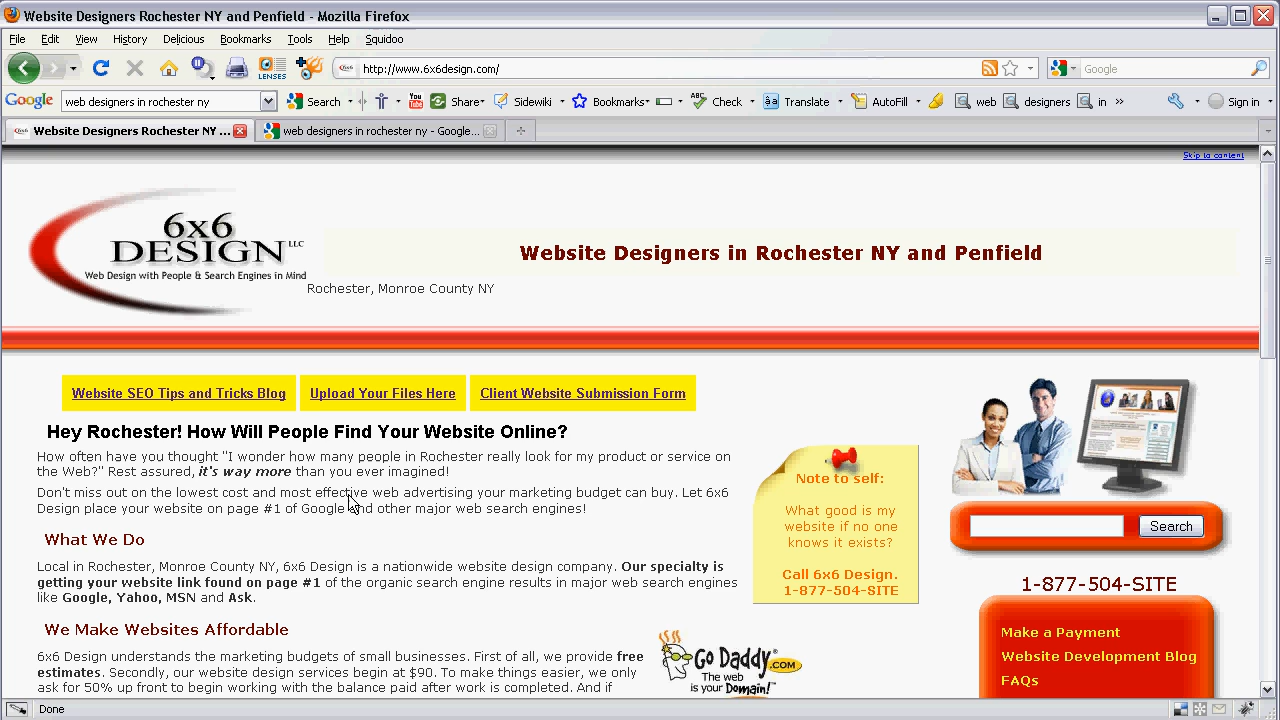 Website Designers Rochester NY and Penfield - Mozilla Firefox
File Edit View History Delicious Bookmarks Tools Help Squidoo
LENSES http://www.6x6design.com/ Google
Google web designers in rochester ny Search You Tube Share Sidewiki Bookmarks ABC Check Translate AutoFill web designers in » Sign in
Website Designers Rochester NY ... web designers in rochester ny - Google...
Skip to content
6x6
DESIGN LLC
Web Design with People & Search Engines in Mind
Website Designers in Rochester NY and Penfield
Rochester, Monroe County NY
Website SEO Tips and Tricks Blog Upload Your Files Here Client Website Submission Form
Hey Rochester! How Will People Find Your Website Online?
How often have you thought "I wonder how many people in Rochester really look for my product or service on
the Web?" Rest assured, it's way more than you ever imagined!
Don't miss out on the lowest cost and most effective web advertising your marketing budget can buy. Let 6x6
Design place your website on page #1 of Google and other major web search engines!
What We Do
Local in Rochester, Monroe County NY, 6x6 Design is a nationwide website design company. Our specialty is
getting your website link found on page #1 of the organic search engine results in major web search engines
like Google, Yahoo, MSN and Ask.
We Make Websites Affordable
6x6 Design understands the marketing budgets of small businesses. First of all, we provide free
estimates. Secondly, our website design services begin at $90. To make things easier, we only
ask for 50% up front to begin working with the balance paid after work is completed. And if
Note to self:
What good is my
website if no one
knows it exists?
Call 6x6 Design.
1-877-504-SITE
Go Daddy .COM
The web
is your Domain!
Search
1-877-504-SITE
Make a Payment
Website Development Blog
FAQs
Done